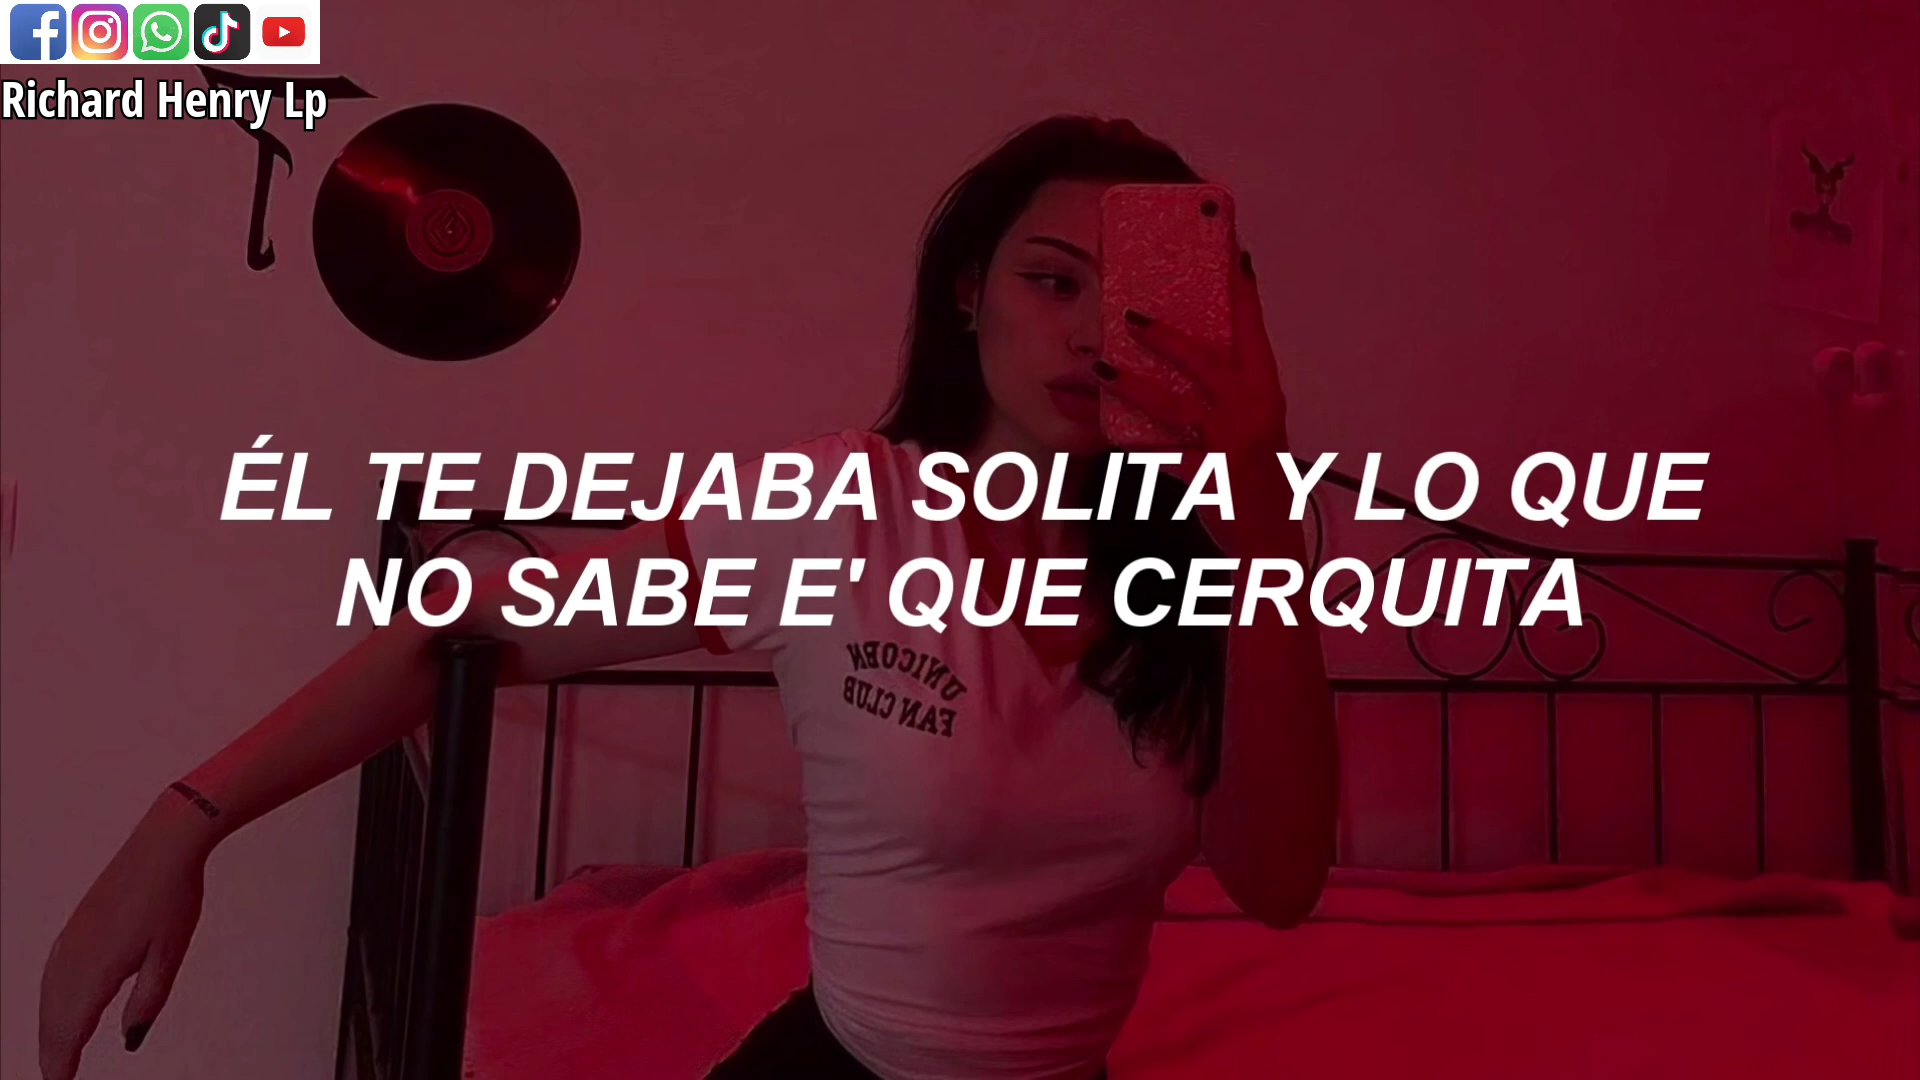 Richard Henry Lp
ÉL TE DEJABA SOLITA Y LO QUE
NO SABE E' QUE CERQUITA
UNICORN
FAN CLUB